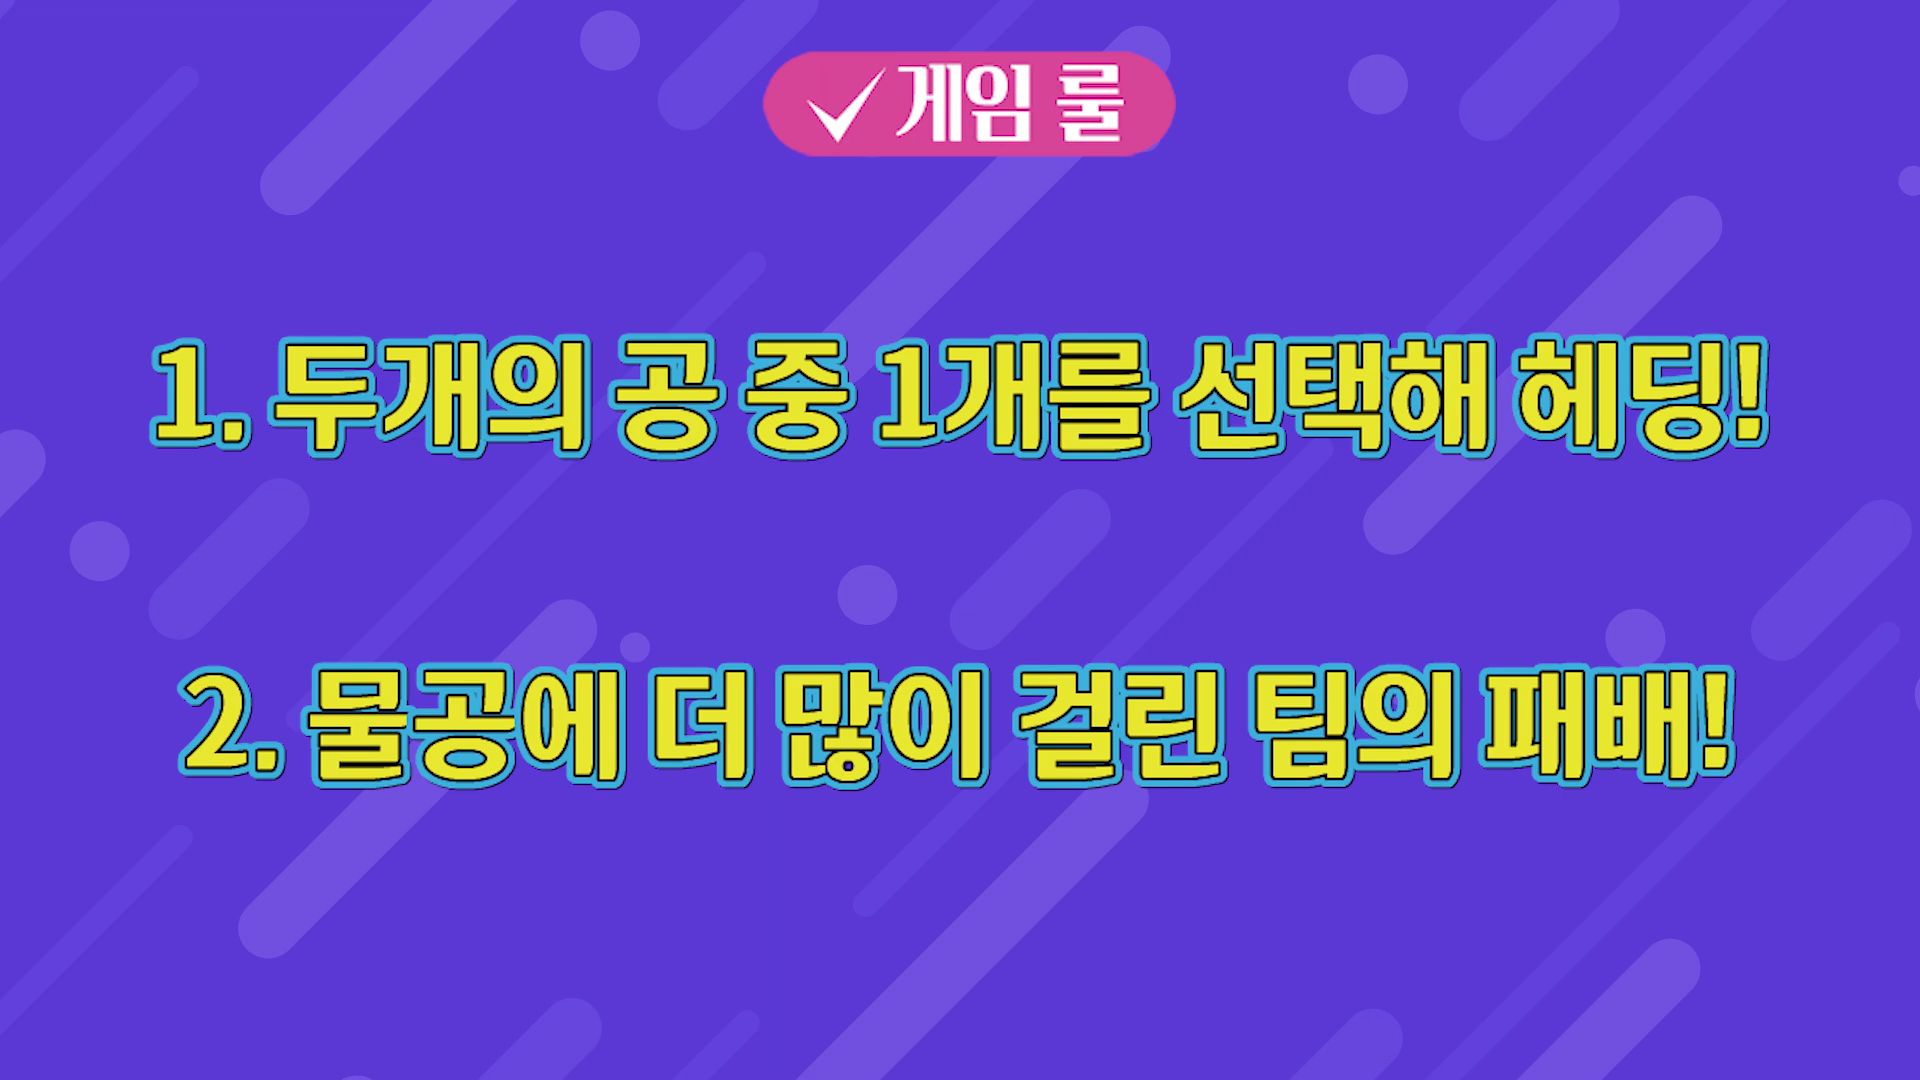 게임 룰
1. 두개의 공 중 1개를 선택해 헤딩!
2. 물공에 더 많이 걸린 팀의 패배!